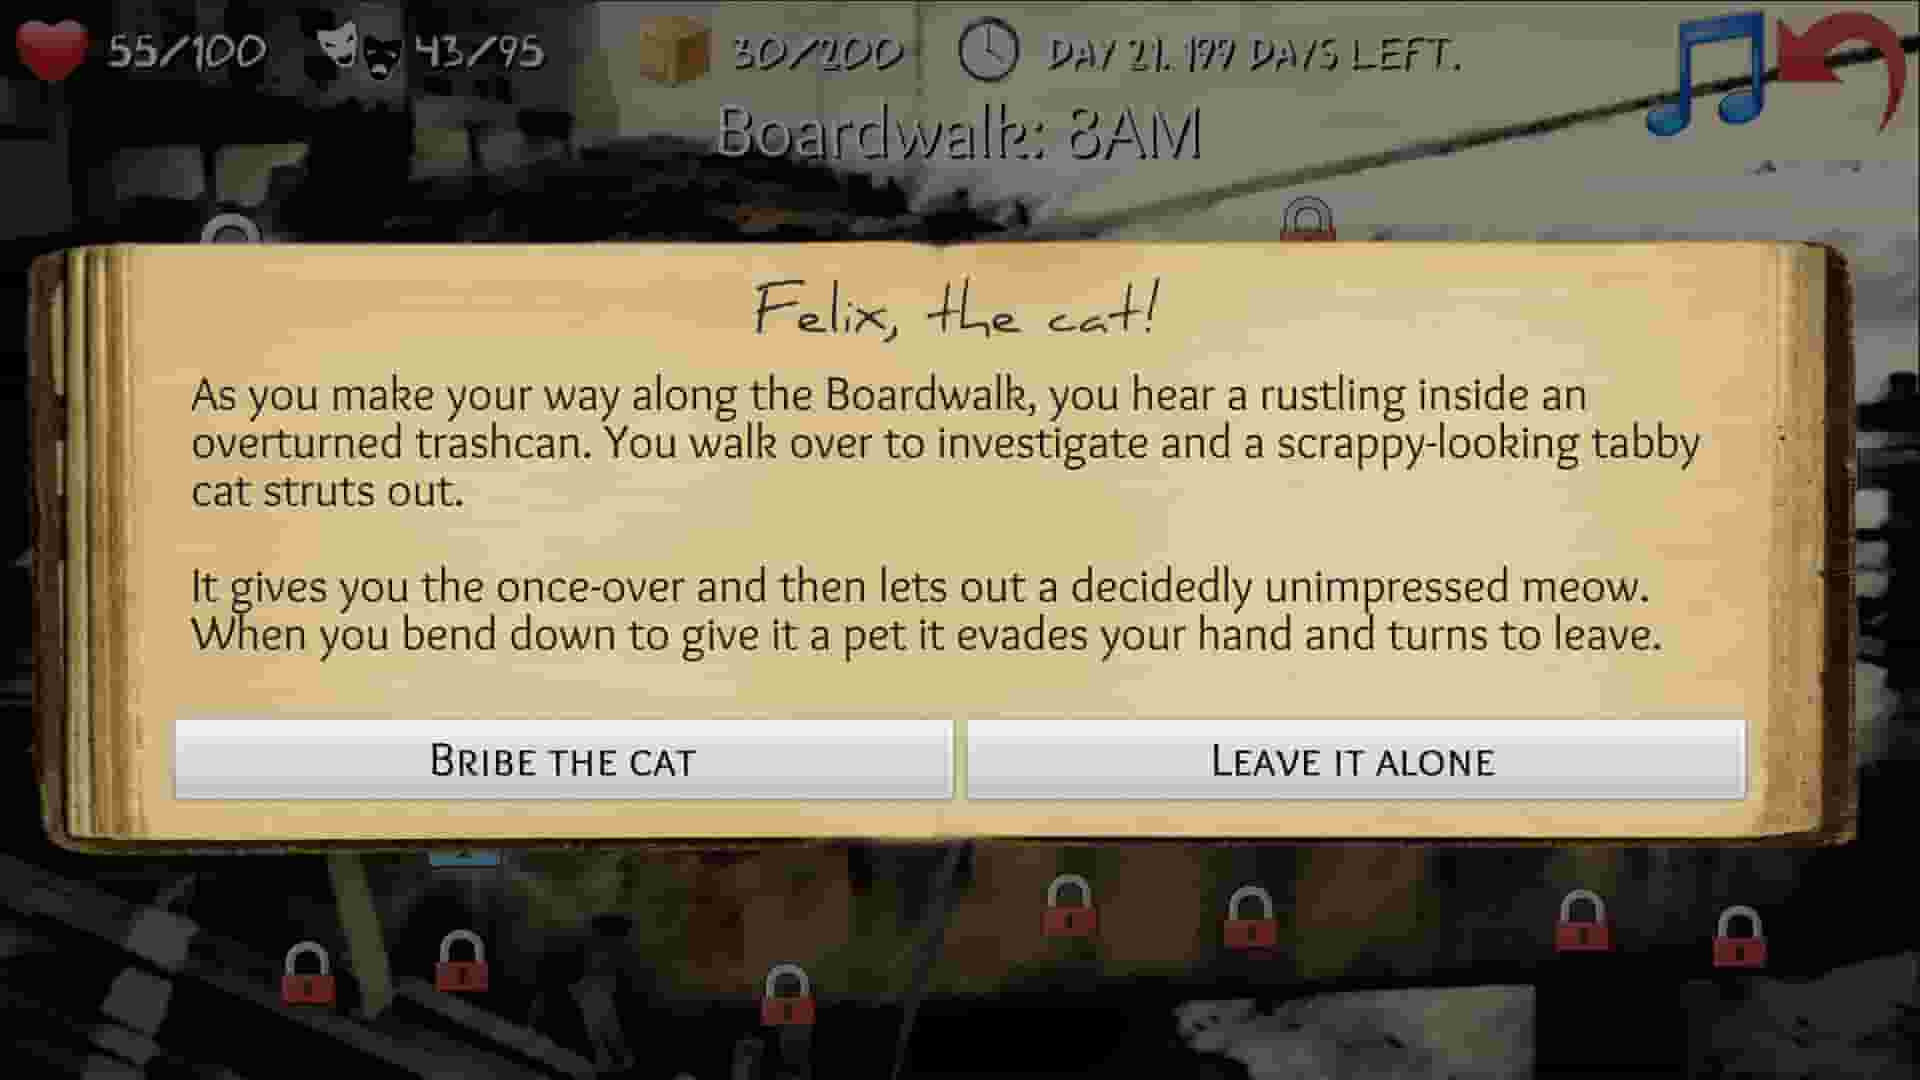 55/100 43/95 30/200 DAY 21. 199 DAYS LEFT.
Boardwalk: 8AM
Felix, the cat!
As you make your way along the Boardwalk, you hear a rustling inside an
overturned trashcan. You walk over to investigate and a scrappy-looking tabby
cat struts out.
It gives you the once-over and then lets out a decidedly unimpressed meow.
When you bend down to give it a pet it evades your hand and turns to leave.
BRIBE THE CAT
LEAVE IT ALONE